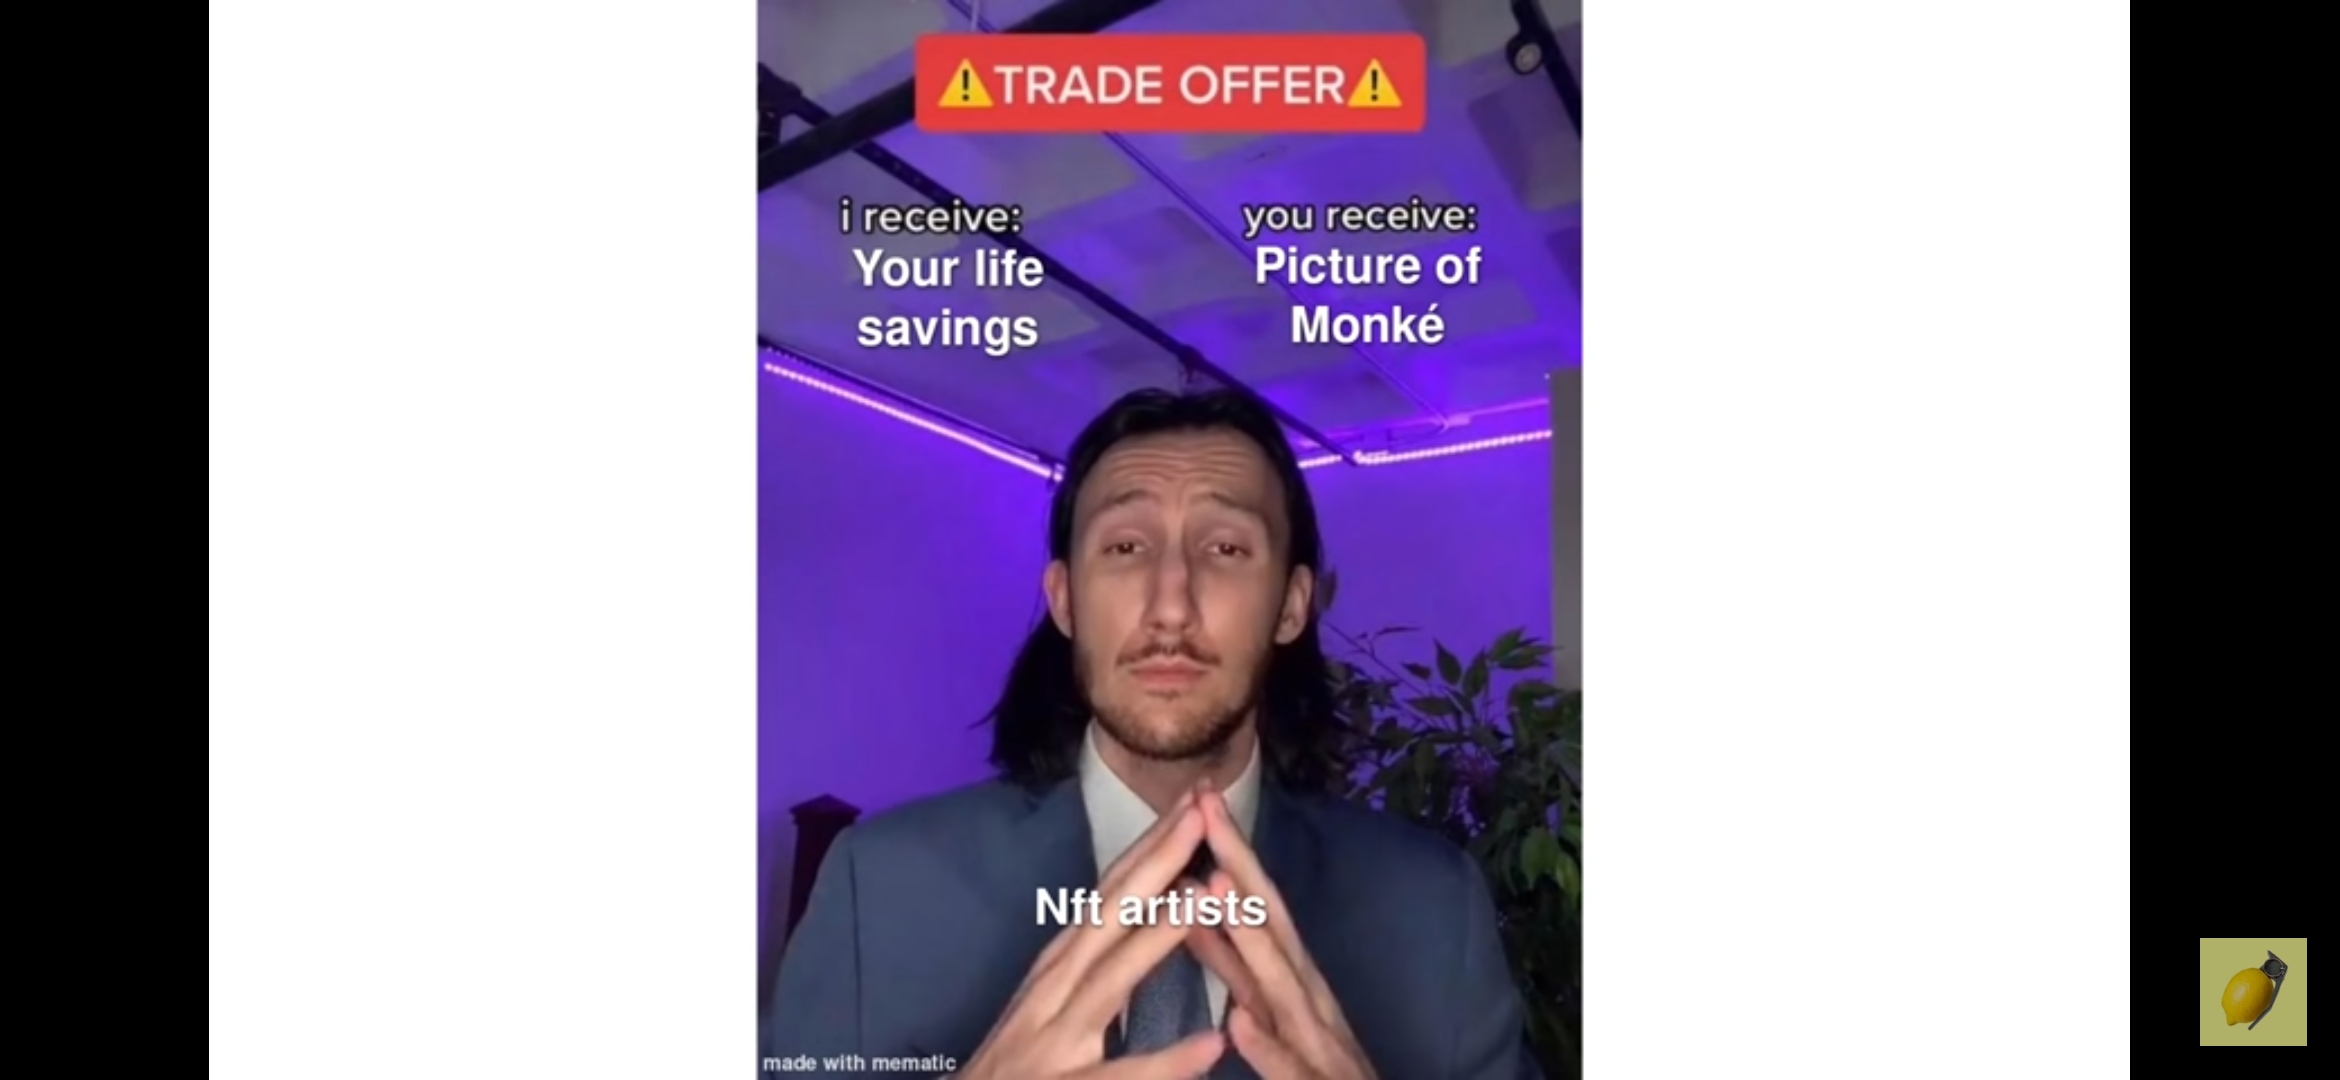 ⚠TRADE OFFER⚠
i receive:
Your life
savings
you receive:
Picture of
Monké
Nft artists
made with mematic